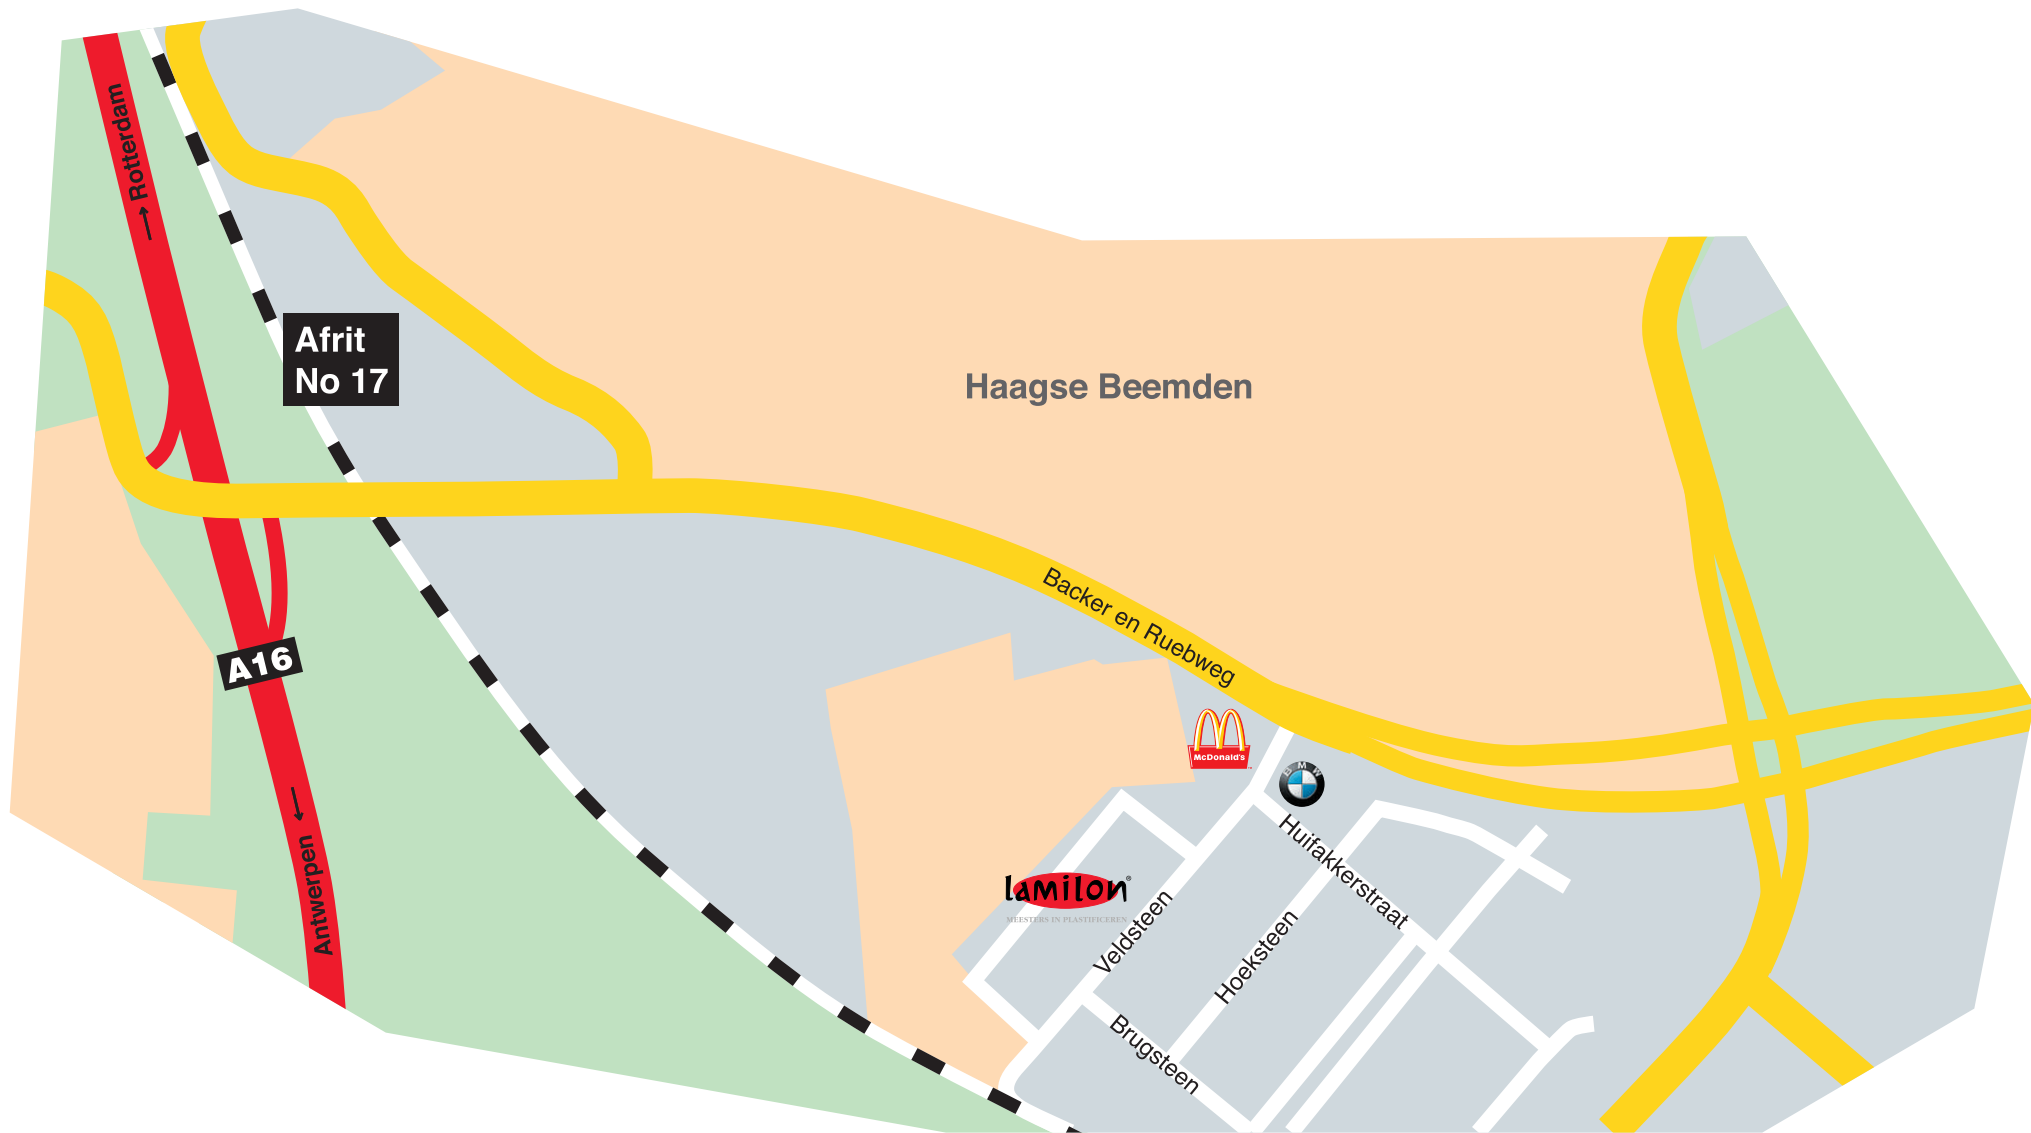 ← Rotterdam
Afrit
No 17
Haagse Beemden
Backer en Ruebweg
A16
McDonald's™
BMW
Huifakkerstraat
Antwerpen →
lamilon®
MEESTERS IN PLASTIFICEREN
Veldsteen
Hoeksteen
Brugsteen